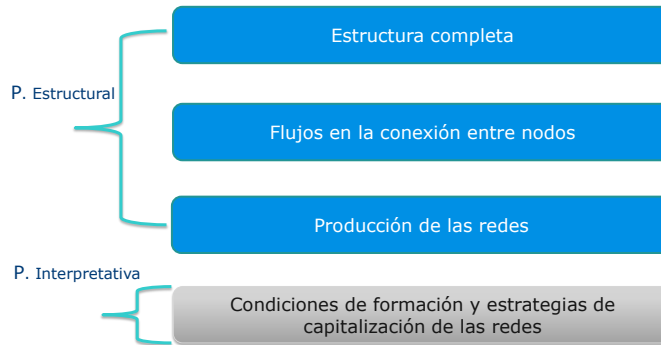 Estructura completa
P. Estructural
Flujos en la conexión entre nodos
Producción de las redes
P. Interpretativa
Condiciones de formación y estrategias de
capitalización de las redes